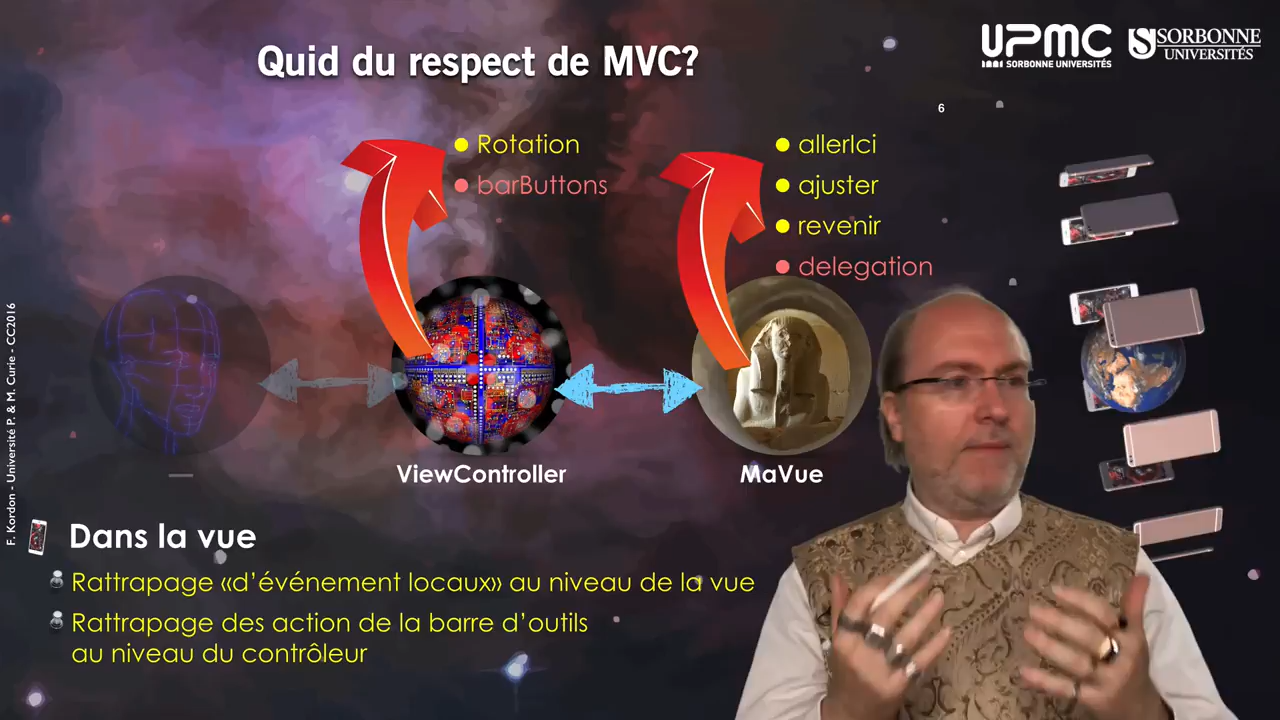 Quid du respect de MVC?
UPMC
SORBONNE UNIVERSITÉS
SORBONNE
UNIVERSITÉS
6
Rotation
barButtons
allerIci
ajuster
revenir
delegation
ViewController
MaVue
F. Kordon - Université P. & M. Curie - CC2016
Dans la vue
Rattrapage «d’événement locaux» au niveau de la vue
Rattrapage des action de la barre d’outils
au niveau du contrôleur